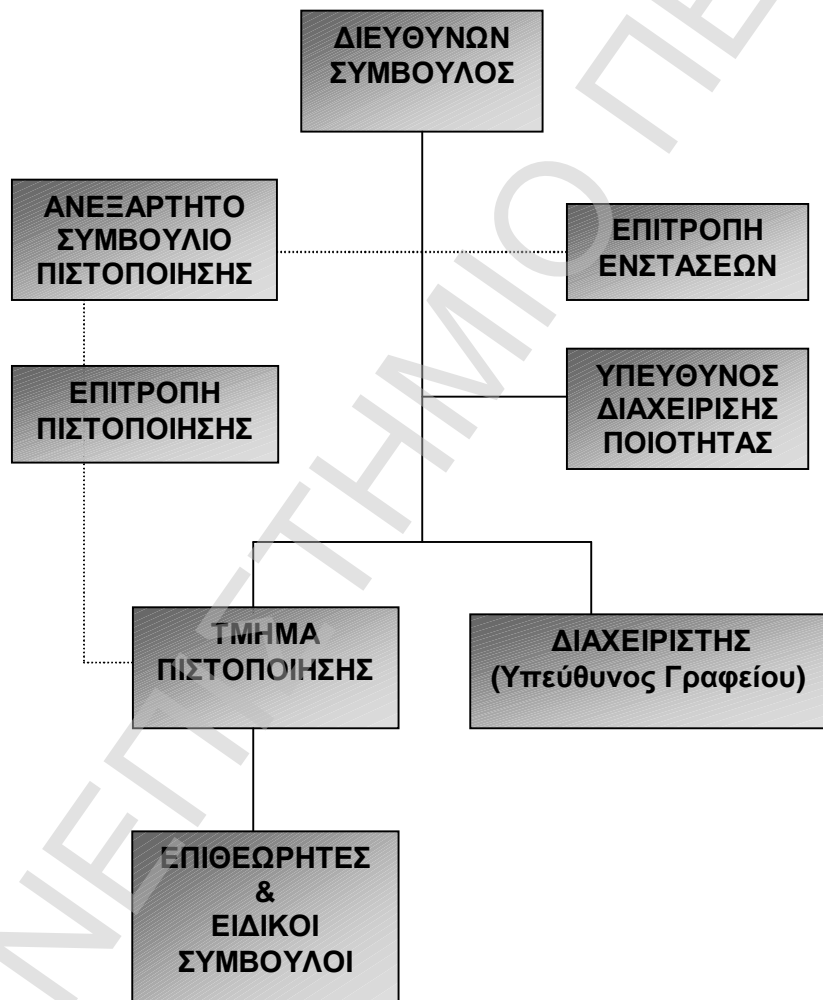 ΔΙΕΥΘΥΝΩΝ
ΣΥΜΒΟΥΛΟΣ
ΑΝΕΞΑΡΤΗΤΟ
ΣΥΜΒΟΥΛΙΟ
ΠΙΣΤΟΠΟΙΗΣΗΣ
ΕΠΙΤΡΟΠΗ
ΕΝΣΤΑΣΕΩΝ
ΕΠΙΤΡΟΠΗ
ΠΙΣΤΟΠΟΙΗΣΗΣ
ΥΠΕΥΘΥΝΟΣ
ΔΙΑΧΕΙΡΙΣΗΣ
ΠΟΙΟΤΗΤΑΣ
ΤΜΗΜΑ
ΠΙΣΤΟΠΟΙΗΣΗΣ
ΔΙΑΧΕΙΡΙΣΤΗΣ
(Υπεύθυνος Γραφείου)
ΕΠΙΘΕΩΡΗΤΕΣ
&
ΕΙΔΙΚΟΙ
ΣΥΜΒΟΥΛΟΙ